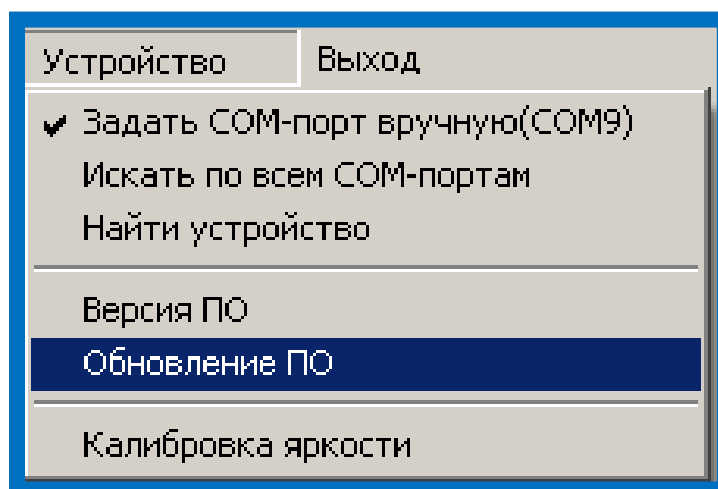 Устройство Выход
Задать COM-порт вручную(COM9)
Искать по всем COM-портам
Найти устройство
Версия ПО
Обновление ПО
Калибровка яркости